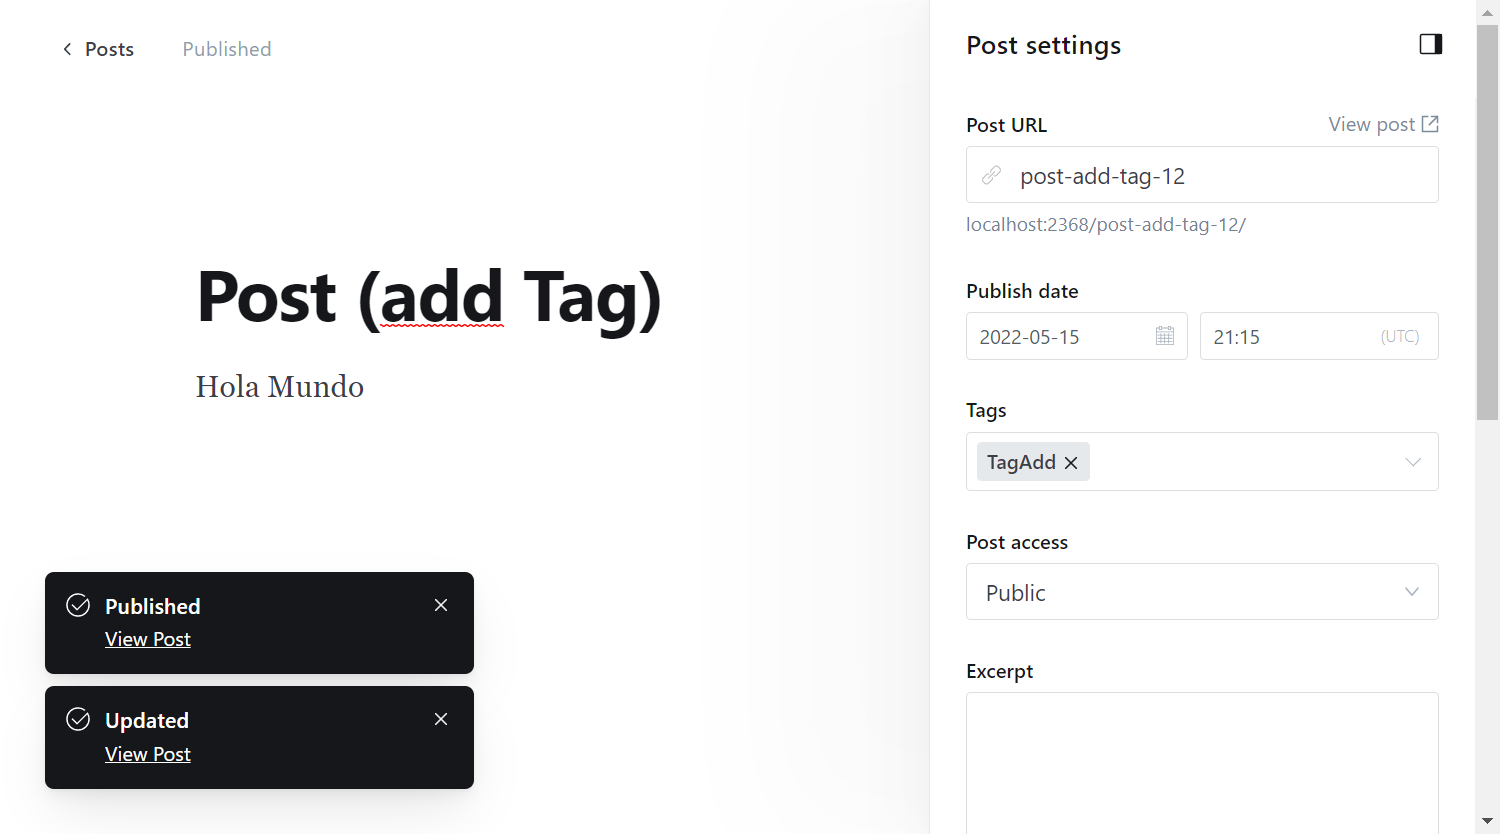 Posts
Published
Post (add Tag)
Hola Mundo
Published
View Post
Updated
View Post
Post settings
Post URL
View post
post-add-tag-12
localhost:2368/post-add-tag-12/
Publish date
2022-05-15
21:15
(UTC)
Tags
TagAdd
Post access
Public
Excerpt